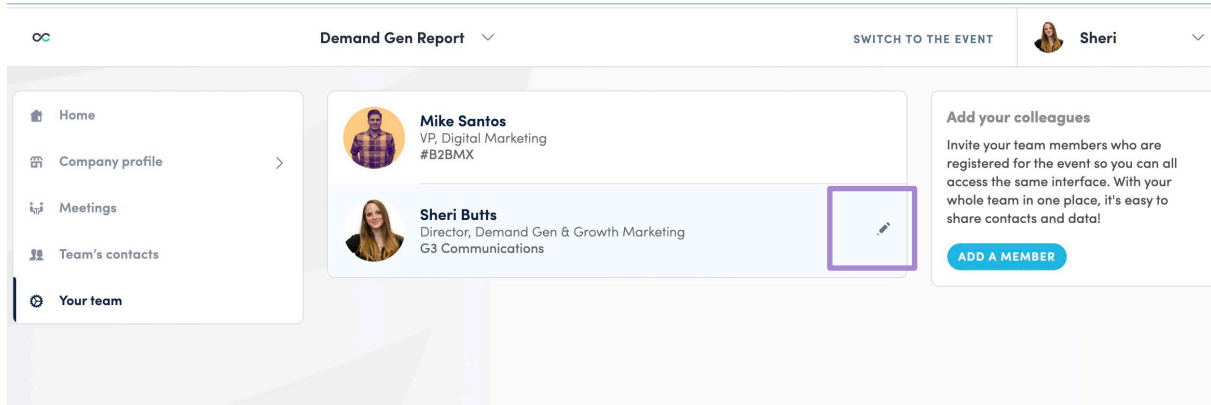 Demand Gen Report
SWITCH TO THE EVENT
Sheri
Home
Company profile
Meetings
Team's contacts
Your team
Mike Santos
VP, Digital Marketing
#B2BMX
Sheri Butts
Director, Demand Gen & Growth Marketing
G3 Communications
Add your colleagues
Invite your team members who are
registered for the event so you can all
access the same interface. With your
whole team in one place, it's easy to
share contacts and data!
ADD A MEMBER